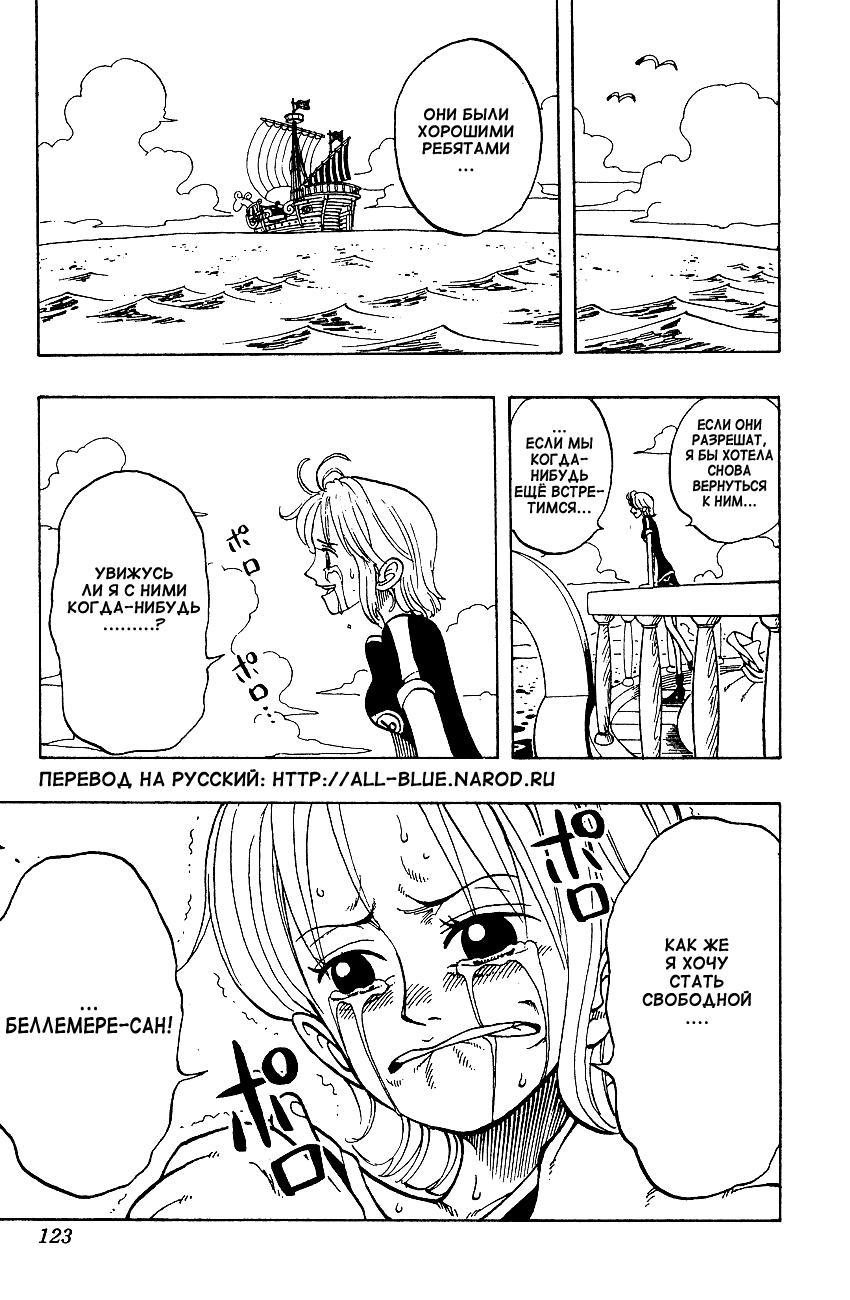 ОНИ БЫЛИ
ХОРОШИМИ
РЕБЯТАМИ
...
ЕСЛИ ОНИ
РАЗРЕШАТ,
Я БЫ ХОТЕЛА
СНОВА
ВЕРНУТЬСЯ
К НИМ...
...
ЕСЛИ МЫ
КОГДА-
НИБУДЬ
ЕЩЁ ВСТРЕ-
ТИМСЯ...
ポロ
ポロ...
УВИЖУСЬ
ЛИ Я С НИМИ
КОГДА-НИБУДЬ
.........?
ПЕРЕВОД НА РУССКИЙ: HTTP://ALL-BLUE.NAROD.RU
ポロ
КАК ЖЕ
Я ХОЧУ
СТАТЬ
СВОБОДНОЙ
....
ポロ
ポロ
...
БЕЛЛЕМЕРЕ-САН!
123